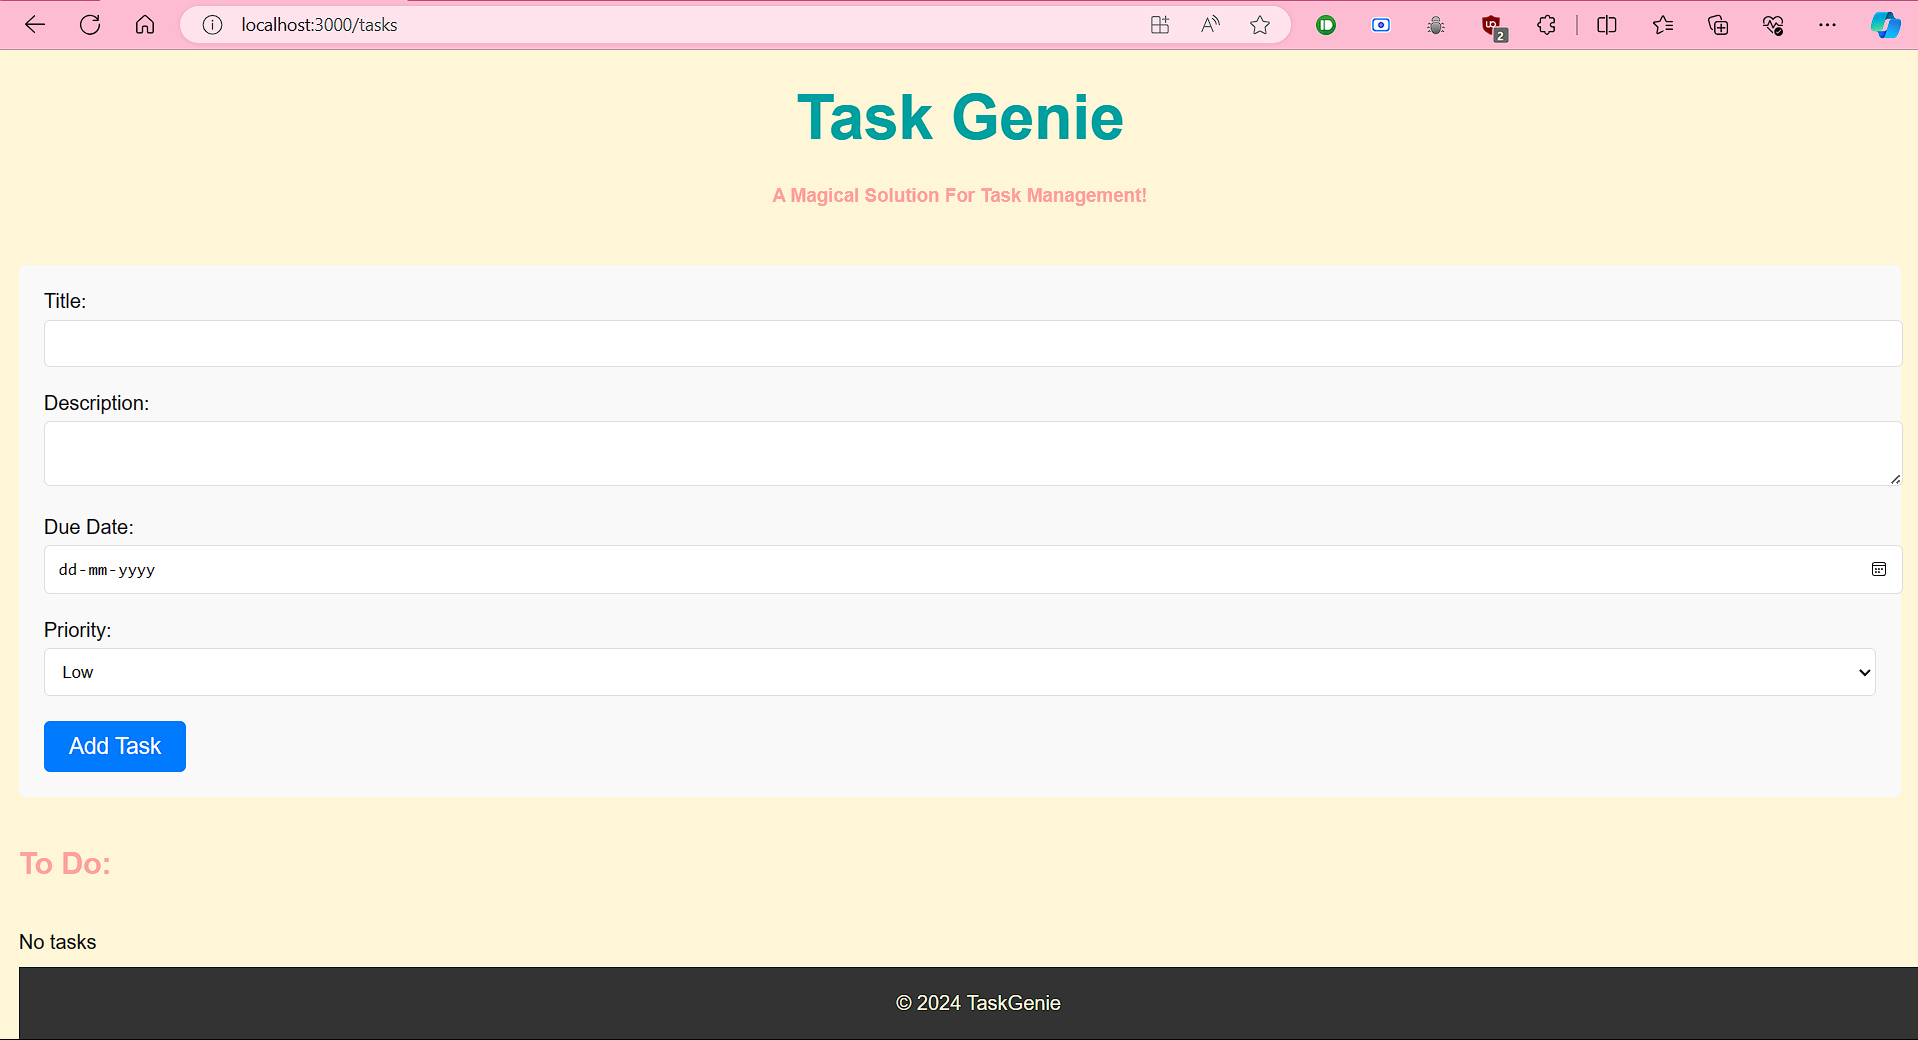 localhost:3000/tasks
2
Task Genie
A Magical Solution For Task Management!
Title:
Description:
Due Date:
dd-mm-yyyy
Priority:
Low
Add Task
To Do:
No tasks
© 2024 TaskGenie